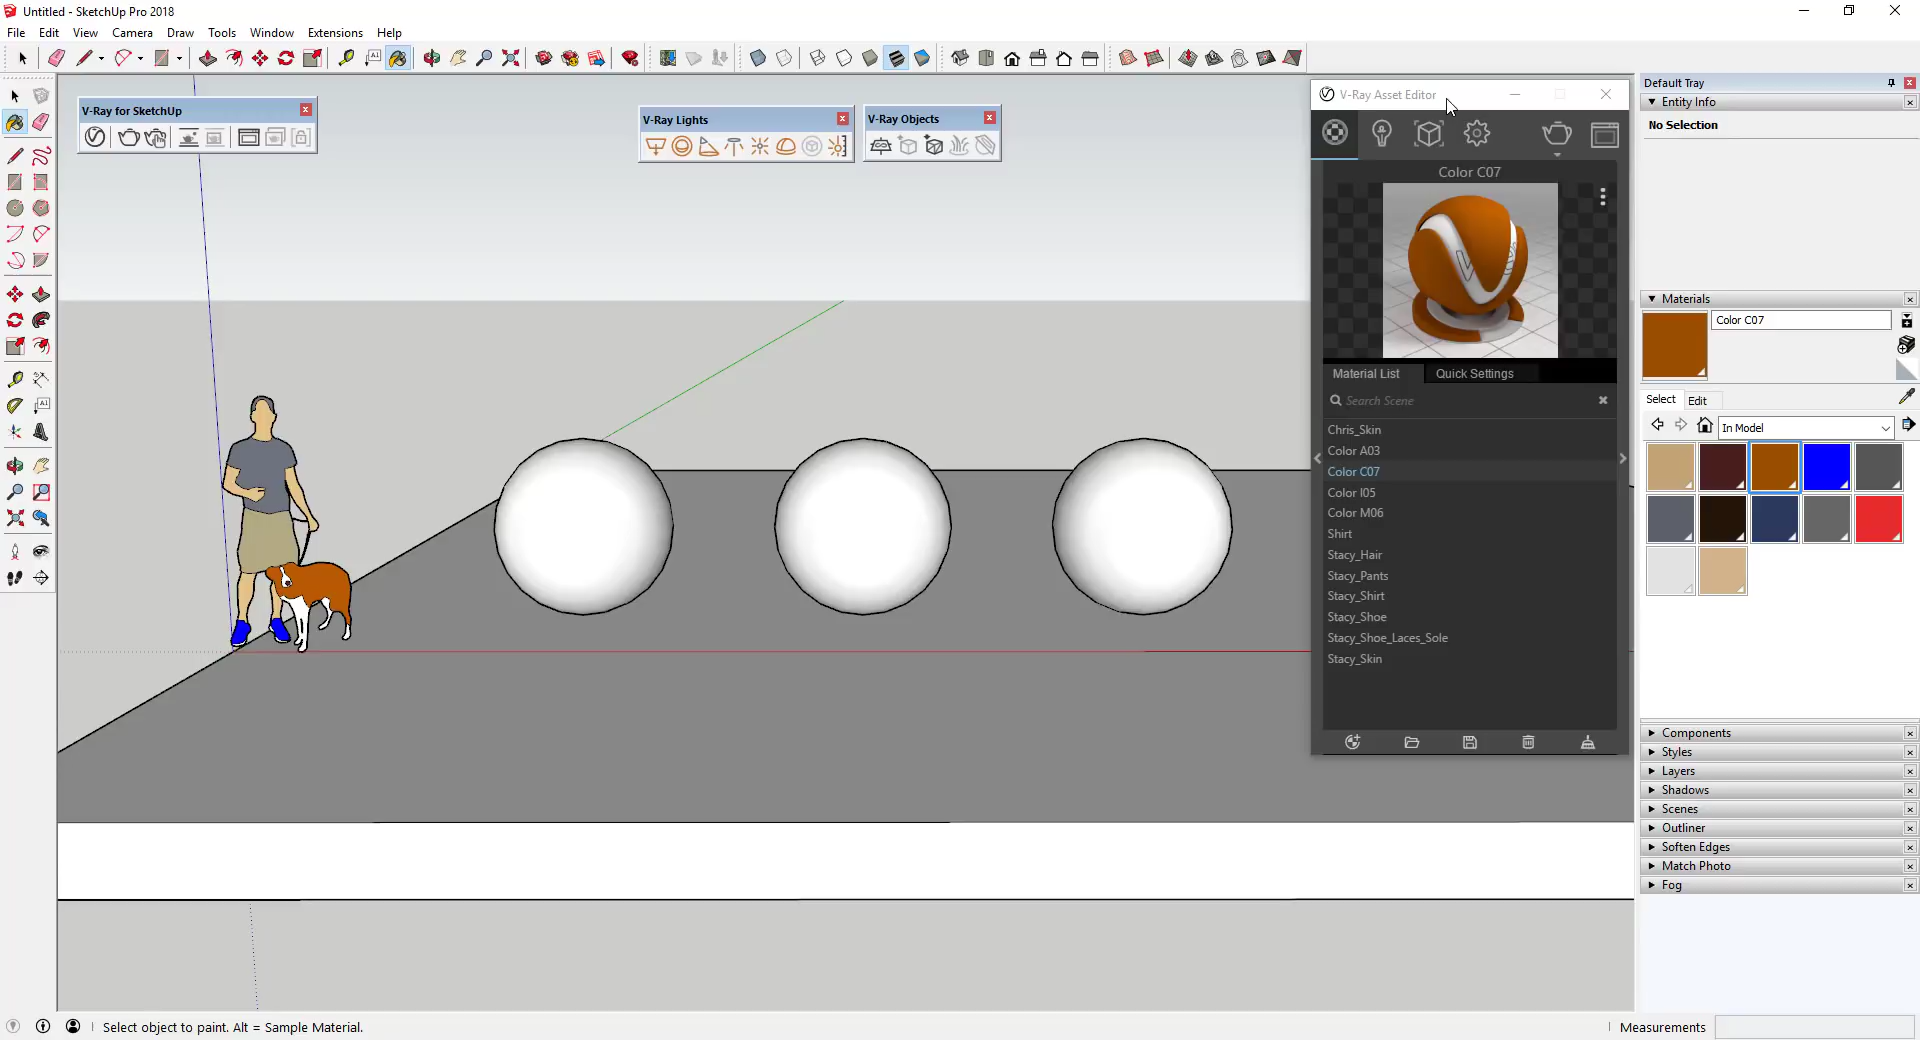 Untitled - SketchUp Pro 2018
File Edit View Camera Draw Tools Window Extensions Help
V-Ray for SketchUp
V-Ray Lights
V-Ray Objects
V-Ray Asset Editor
Color C07
Material List
Quick Settings
Search Scene
Chris_Skin
Color A03
Color C07
Color I05
Color M06
Shirt
Stacy_Hair
Stacy_Pants
Stacy_Shirt
Stacy_Shoe
Stacy_Shoe_Laces_Sole
Stacy_Skin
Default Tray
Entity Info
No Selection
Materials
Color C07
Select Edit
In Model
Components
Styles
Layers
Shadows
Scenes
Outliner
Soften Edges
Match Photo
Fog
Select object to paint. Alt = Sample Material.
Measurements